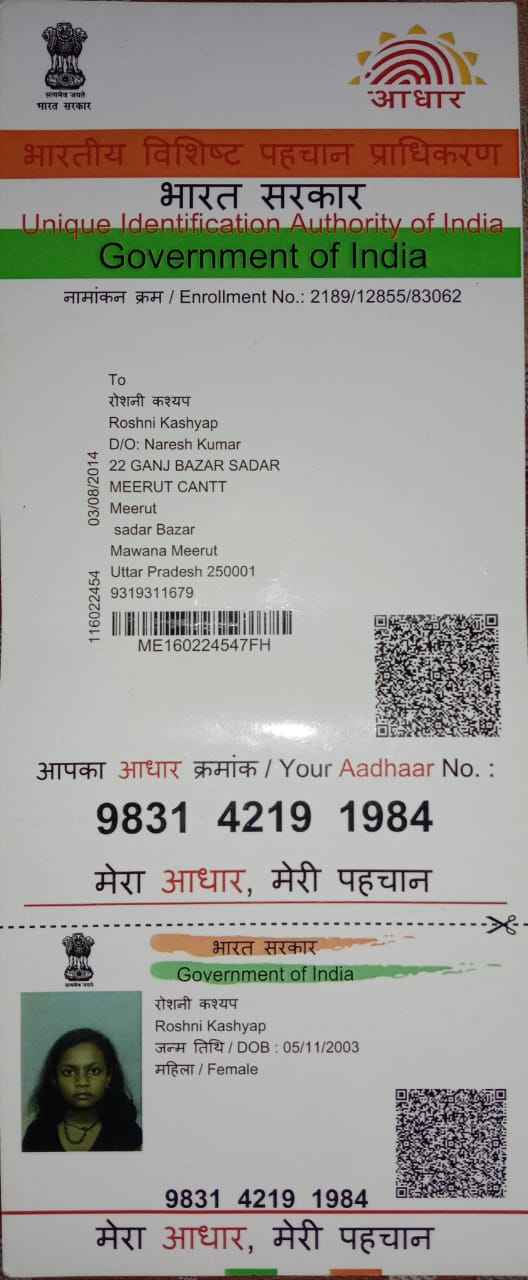 सत्यमेव जयते
भारत सरकार
आधार
भारतीय विशिष्ट पहचान प्राधिकरण
भारत सरकार
Unique Identification Authority of India
Government of India
नामांकन क्रम / Enrollment No.: 2189/12855/83062
To
रोशनी कश्यप
Roshni Kashyap
D/O: Naresh Kumar
22 GANJ BAZAR SADAR
MEERUT CANTT
Meerut
sadar Bazar
Mawana Meerut
Uttar Pradesh 250001
9319311679
03/08/2014
116022454
ME160224547FH
आपका आधार क्रमांक / Your Aadhaar No. :
9831 4219 1984
मेरा आधार, मेरी पहचान
सत्यमेव जयते
भारत सरकार
Government of India
रोशनी कश्यप
Roshni Kashyap
जन्म तिथि / DOB : 05/11/2003
महिला / Female
9831 4219 1984
मेरा आधार, मेरी पहचान